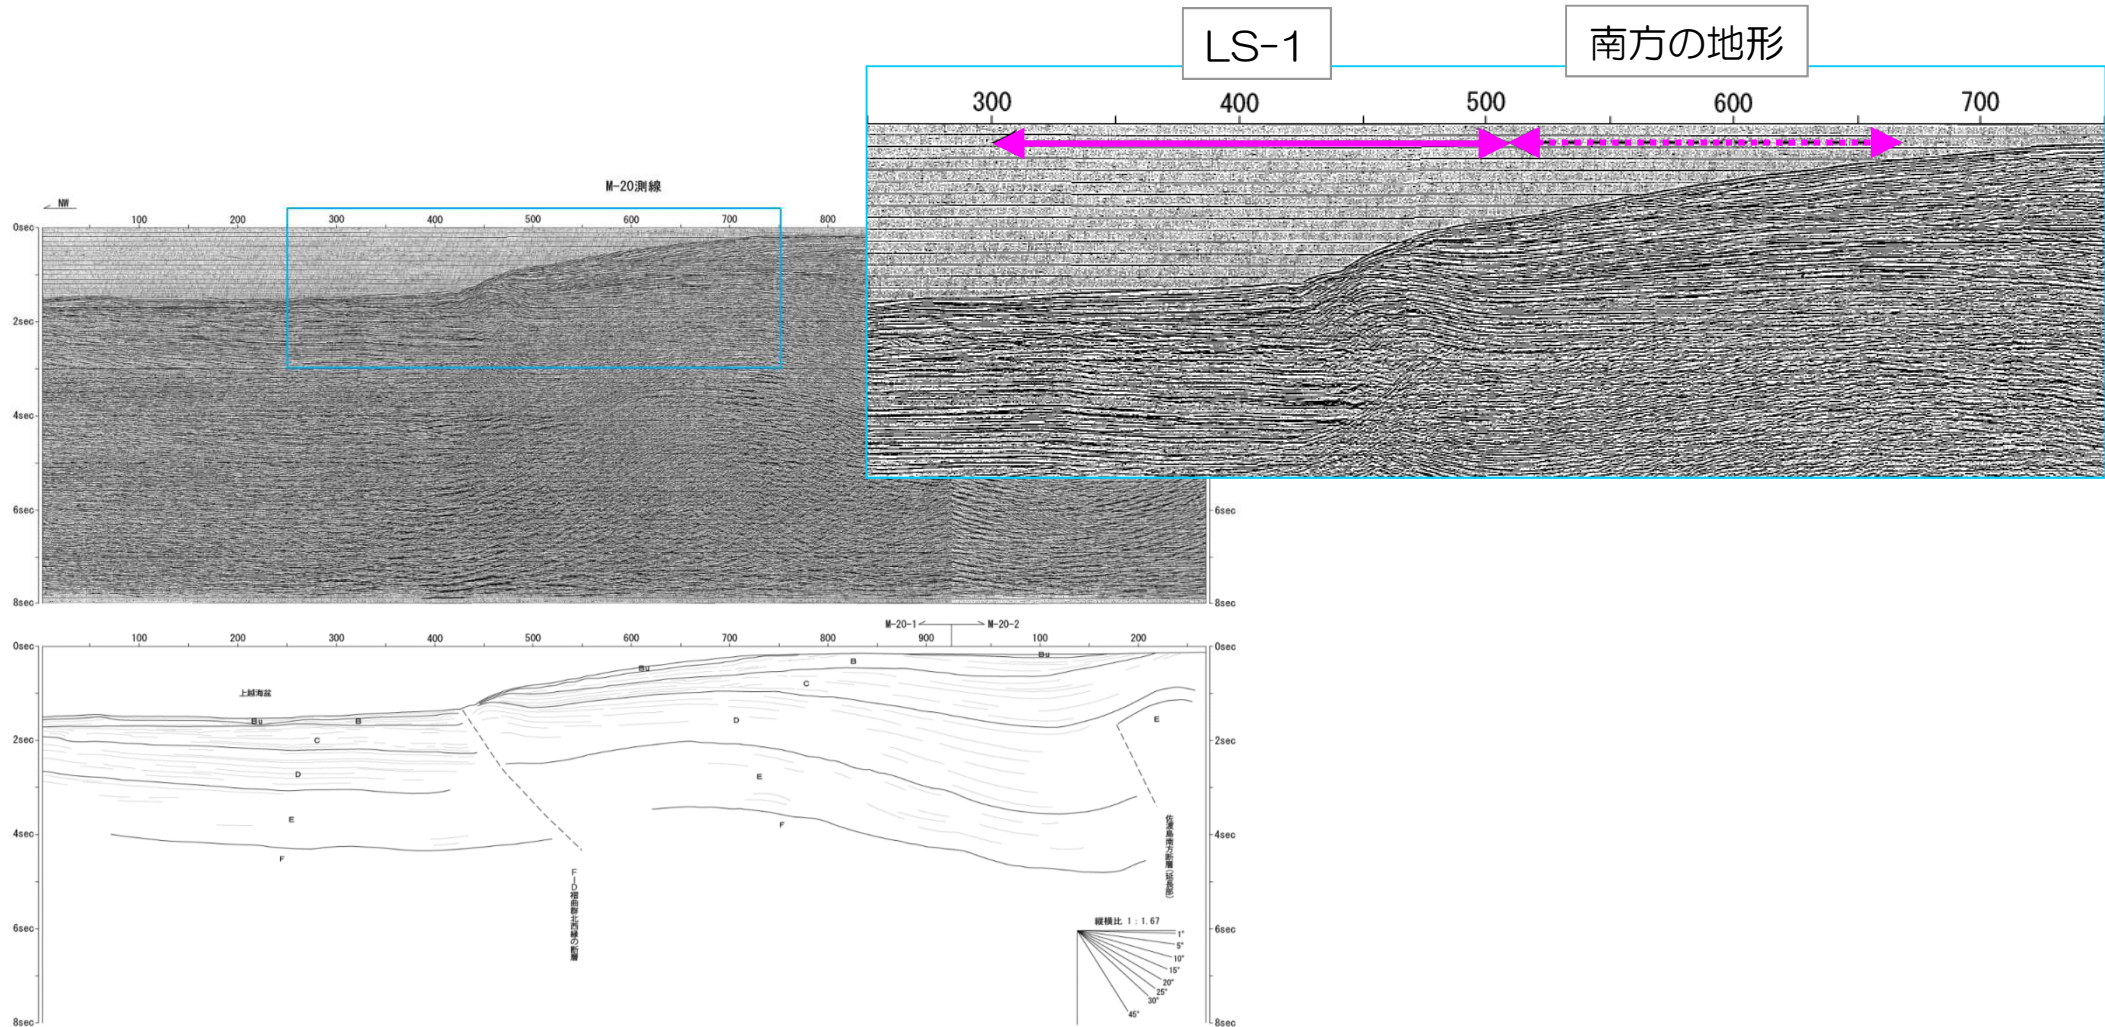 LS-1
南方の地形
300 400 500 600 700
M-20測線
NW
100 200 300 400 500 600 700 800
0sec
2sec
4sec
6sec
8sec
6sec
8sec
M-20-1 M-20-2
100 200 300 400 500 600 700 800 900 100 200
0sec
2sec
4sec
6sec
8sec
0sec
2sec
4sec
6sec
8sec
上越海盆
Bu
B
C
D
E
F
Bu
B
C
D
E
F
Bu
E
F-D褶曲群北西縁の断層
佐渡島南方断層(延長部)
縦横比 1:1.67
1°
5°
10°
15°
20°
25°
30°
45°